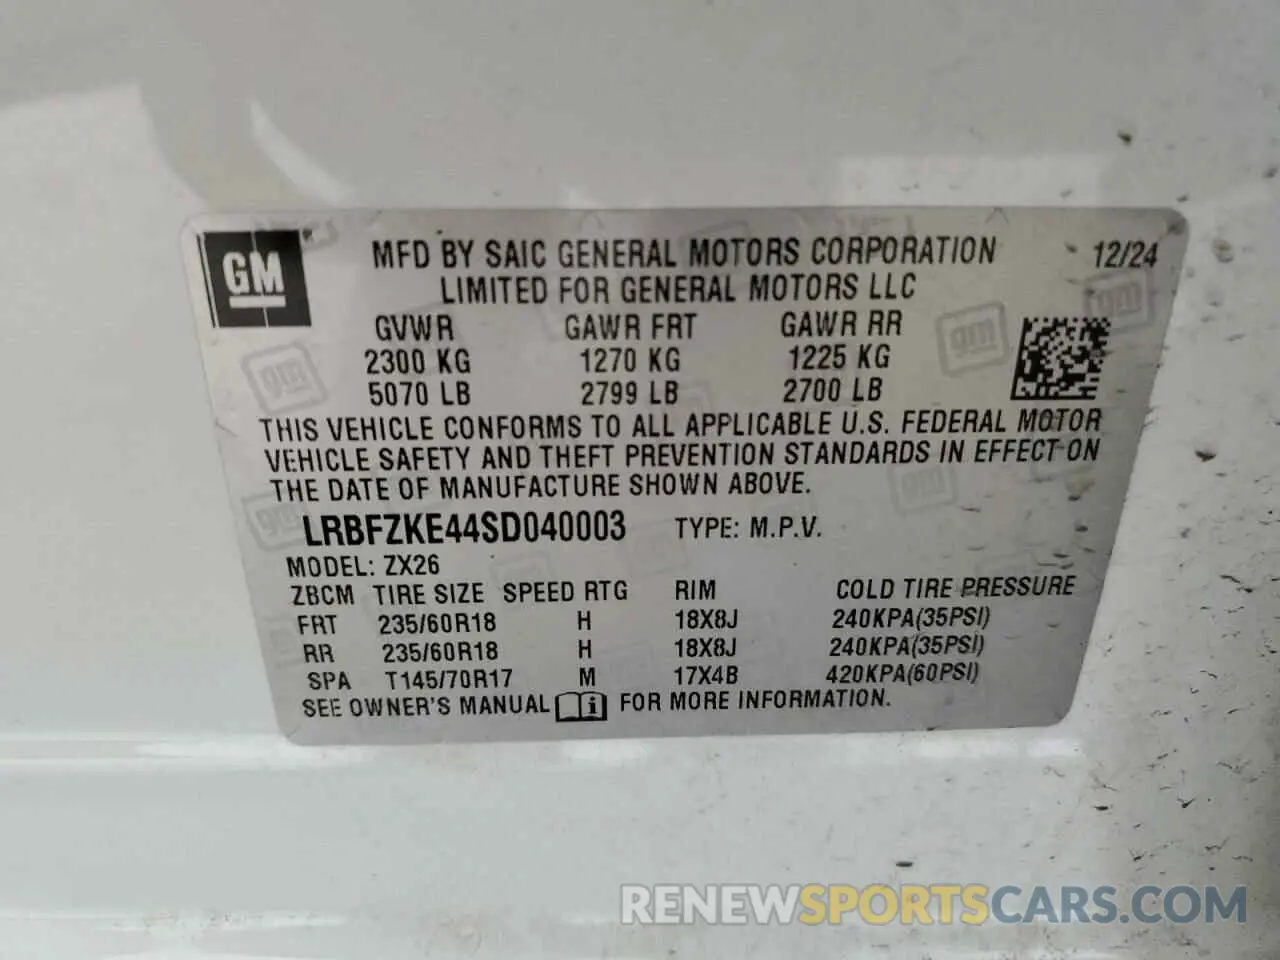 GM
MFD BY SAIC GENERAL MOTORS CORPORATION 12/24
LIMITED FOR GENERAL MOTORS LLC
GVWR GAWR FRT GAWR RR
2300 KG 1270 KG 1225 KG
5070 LB 2799 LB 2700 LB
THIS VEHICLE CONFORMS TO ALL APPLICABLE U.S. FEDERAL MOTOR
VEHICLE SAFETY AND THEFT PREVENTION STANDARDS IN EFFECT ON
THE DATE OF MANUFACTURE SHOWN ABOVE.
LRBFZKE44SD040003 TYPE: M.P.V.
MODEL: ZX26
ZBCM TIRE SIZE SPEED RTG RIM COLD TIRE PRESSURE
FRT 235/60R18 H 18X8J 240KPA(35PSI)
RR 235/60R18 H 18X8J 240KPA(35PSI)
SPA T145/70R17 M 17X4B 420KPA(60PSI)
SEE OWNER'S MANUAL i FOR MORE INFORMATION.
RENEWSPORTSCARS.COM